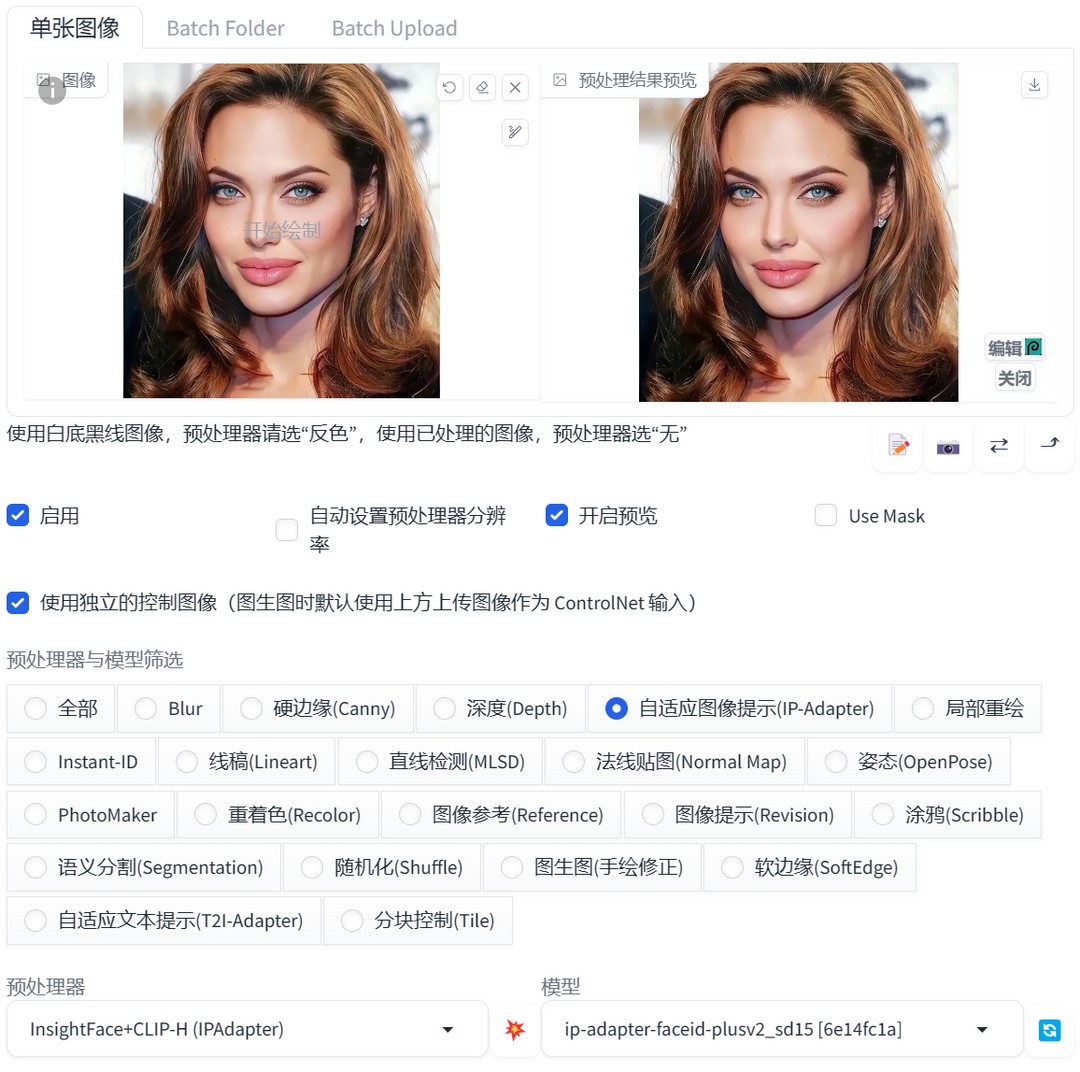 单张图像 Batch Folder Batch Upload
图像 预处理结果预览
开始绘制
编辑
关闭
使用白底黑线图像，预处理器请选“反色”，使用已处理的图像，预处理器选“无”
启用 自动设置预处理器分辨 开启预览 Use Mask
率
使用独立的控制图像（图生图时默认使用上方上传图像作为 ControlNet 输入）
预处理器与模型筛选
全部 Blur 硬边缘(Canny) 深度(Depth) 自适应图像提示(IP-Adapter) 局部重绘
Instant-ID 线稿(Lineart) 直线检测(MLSD) 法线贴图(Normal Map) 姿态(OpenPose)
PhotoMaker 重着色(Recolor) 图像参考(Reference) 图像提示(Revision) 涂鸦(Scribble)
语义分割(Segmentation) 随机化(Shuffle) 图生图(手绘修正) 软边缘(SoftEdge)
自适应文本提示(T2I-Adapter) 分块控制(Tile)
预处理器 模型
InsightFace+CLIP-H (IPAdapter) ip-adapter-faceid-plusv2_sd15 [6e14fc1a]